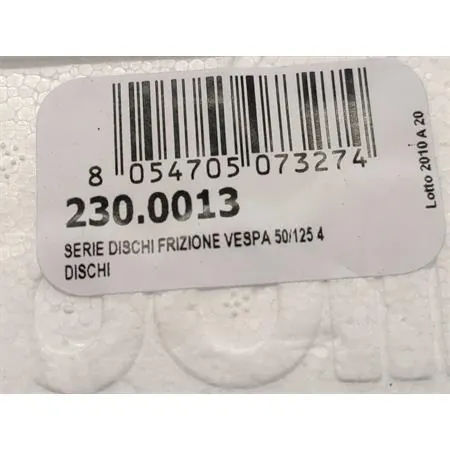 8 054705 073274
230.0013
SERIE DISCHI FRIZIONE VESPA 50/125 4
DISCHI
Lotto 2010 A 20